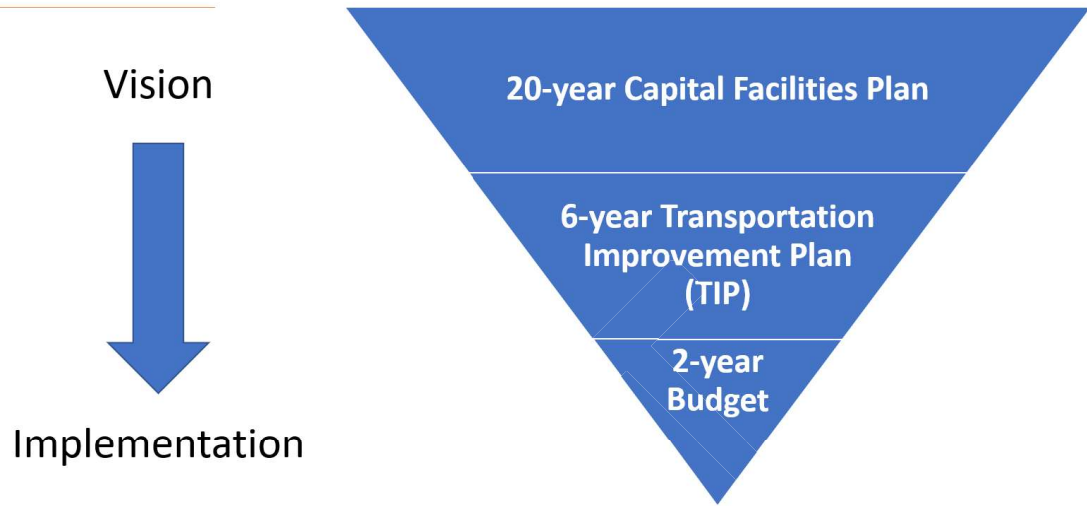 Vision
20-year Capital Facilities Plan
6-year Transportation
Improvement Plan
(TIP)
2-year
Budget
Implementation